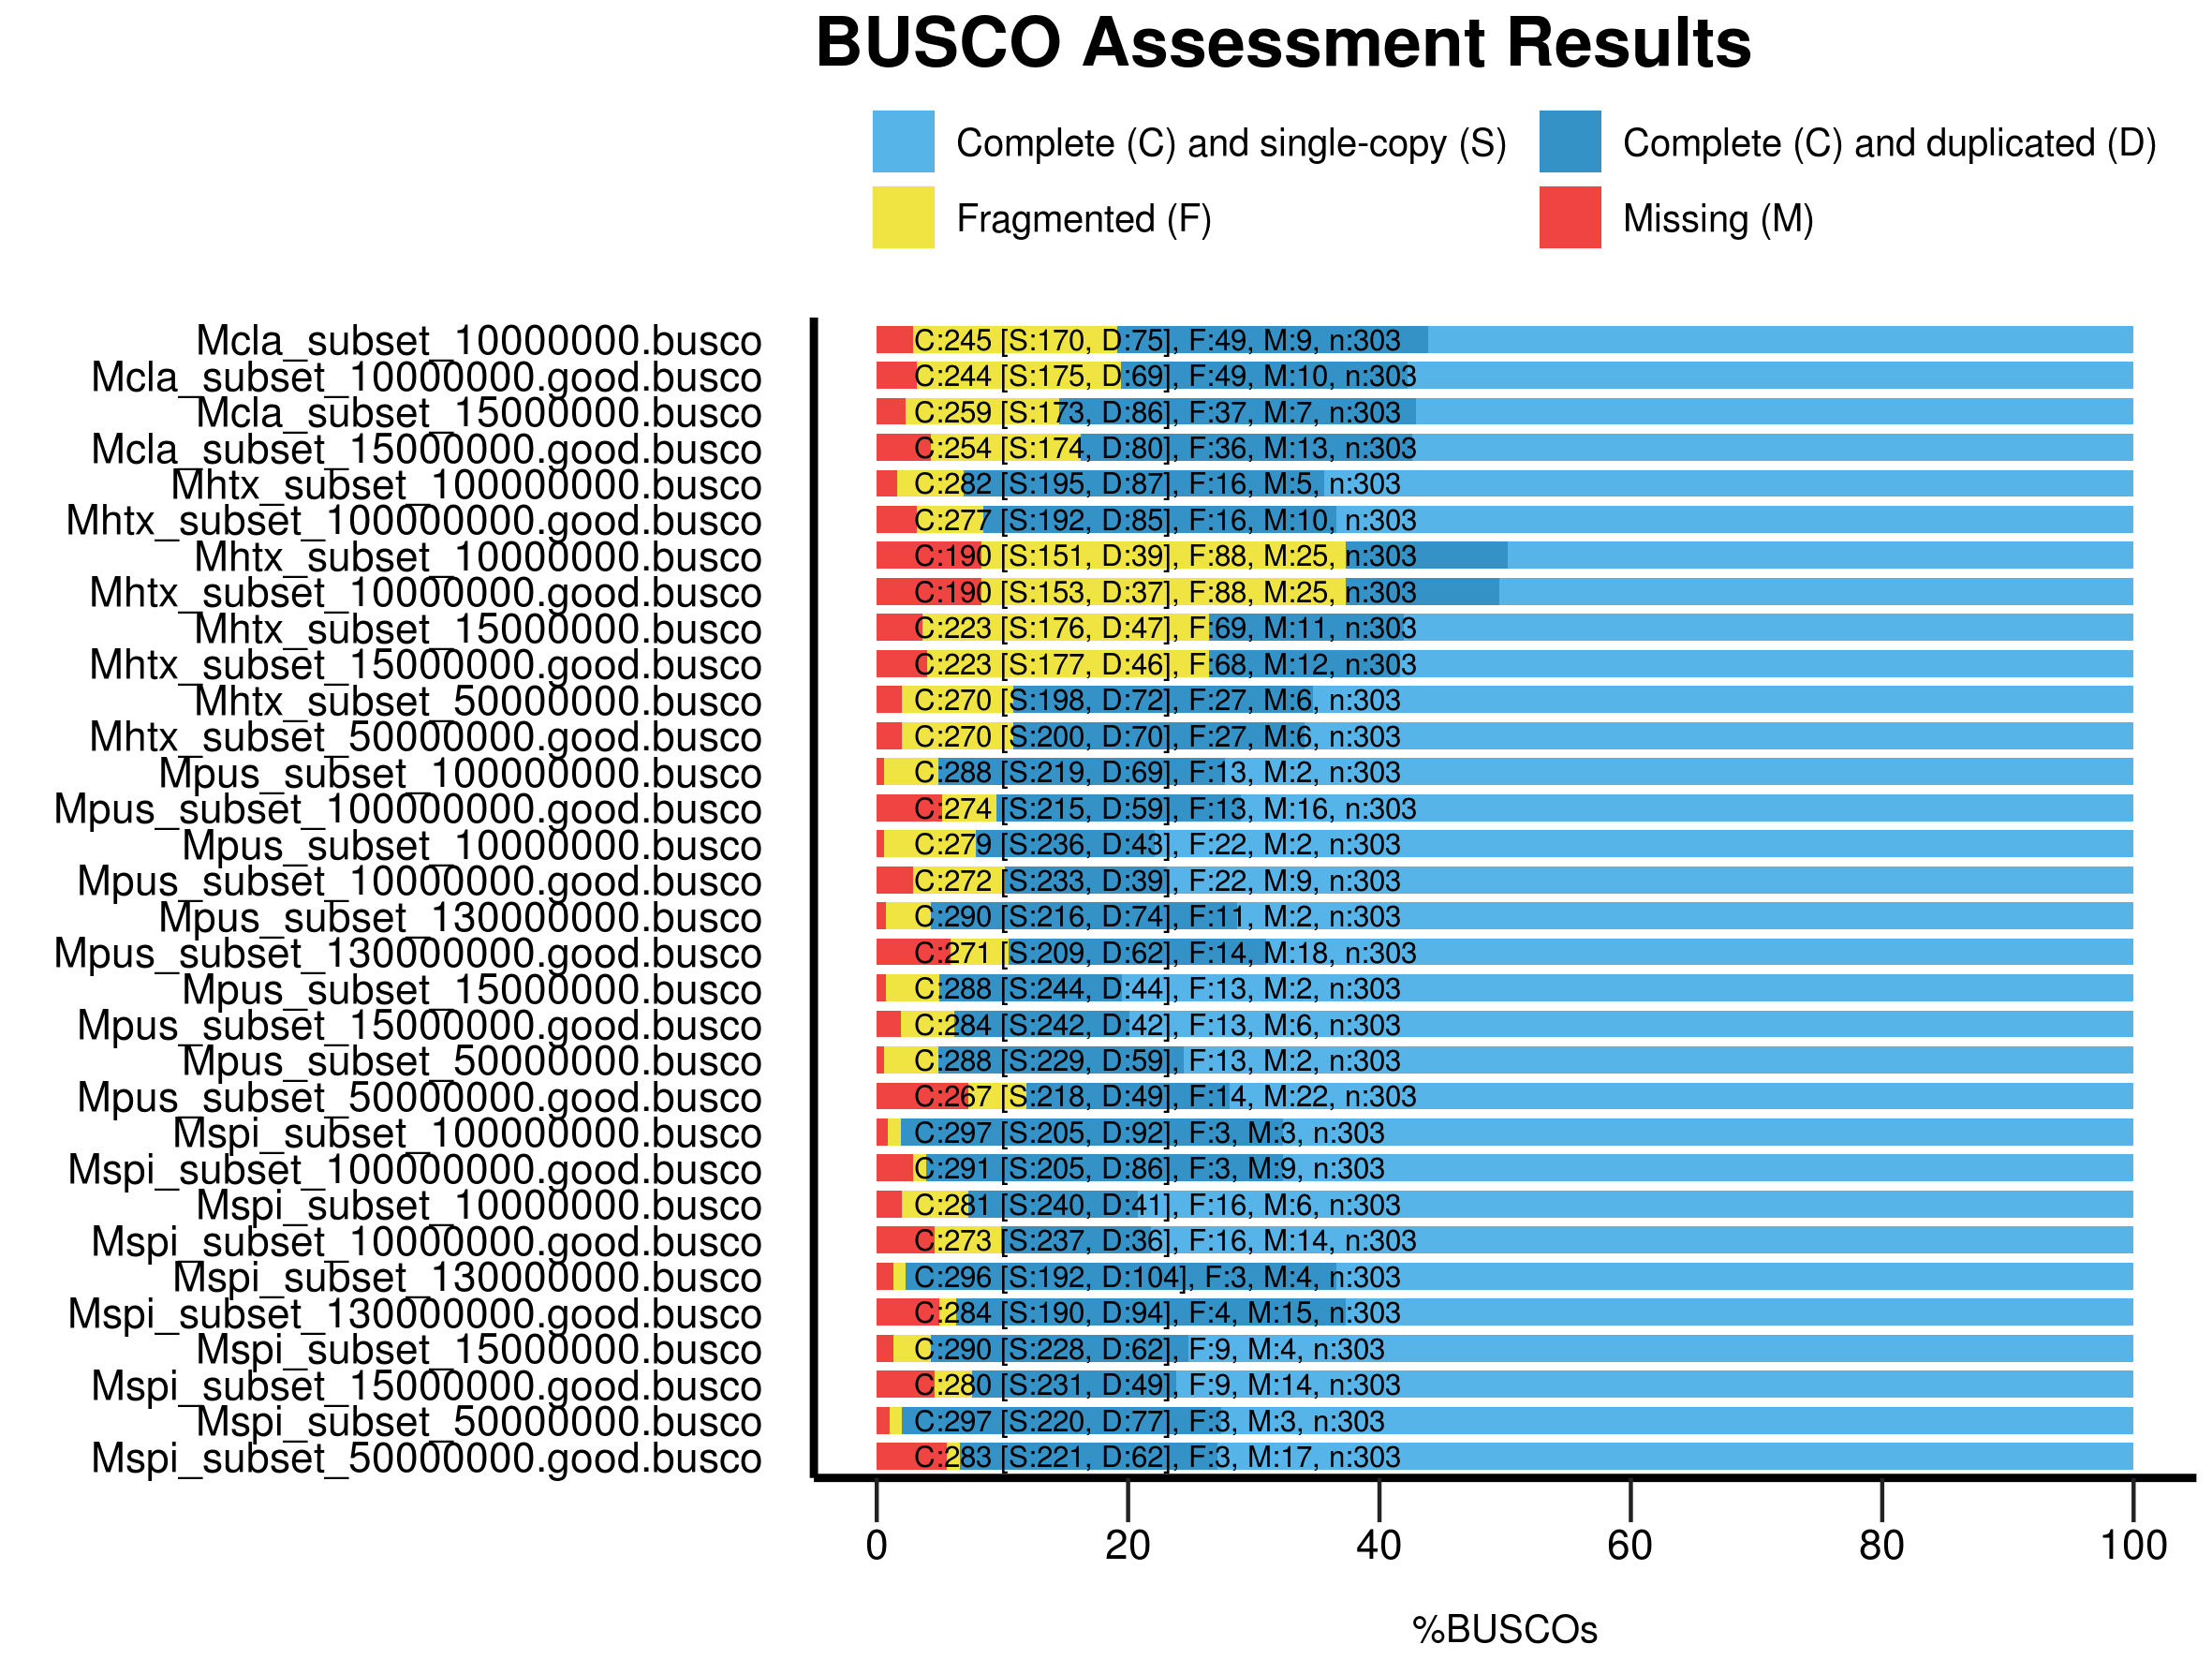 BUSCO Assessment Results
Complete (C) and single-copy (S) Complete (C) and duplicated (D)
Fragmented (F) Missing (M)
Mcla_subset_10000000.busco C:245 [S:170, D:75], F:49, M:9, n:303
Mcla_subset_10000000.good.busco C:244 [S:175, D:69], F:49, M:10, n:303
Mcla_subset_15000000.busco C:259 [S:173, D:86], F:37, M:7, n:303
Mcla_subset_15000000.good.busco C:254 [S:174, D:80], F:36, M:13, n:303
Mhtx_subset_100000000.busco C:282 [S:195, D:87], F:16, M:5, n:303
Mhtx_subset_100000000.good.busco C:277 [S:192, D:85], F:16, M:10, n:303
Mhtx_subset_10000000.busco C:190 [S:151, D:39], F:88, M:25, n:303
Mhtx_subset_10000000.good.busco C:190 [S:153, D:37], F:88, M:25, n:303
Mhtx_subset_15000000.busco C:223 [S:176, D:47], F:69, M:11, n:303
Mhtx_subset_15000000.good.busco C:223 [S:177, D:46], F:68, M:12, n:303
Mhtx_subset_50000000.busco C:270 [S:198, D:72], F:27, M:6, n:303
Mhtx_subset_50000000.good.busco C:270 [S:200, D:70], F:27, M:6, n:303
Mpus_subset_100000000.busco C:288 [S:219, D:69], F:13, M:2, n:303
Mpus_subset_100000000.good.busco C:274 [S:215, D:59], F:13, M:16, n:303
Mpus_subset_10000000.busco C:279 [S:236, D:43], F:22, M:2, n:303
Mpus_subset_10000000.good.busco C:272 [S:233, D:39], F:22, M:9, n:303
Mpus_subset_130000000.busco C:290 [S:216, D:74], F:11, M:2, n:303
Mpus_subset_130000000.good.busco C:271 [S:209, D:62], F:14, M:18, n:303
Mpus_subset_15000000.busco C:288 [S:244, D:44], F:13, M:2, n:303
Mpus_subset_15000000.good.busco C:284 [S:242, D:42], F:13, M:6, n:303
Mpus_subset_50000000.busco C:288 [S:229, D:59], F:13, M:2, n:303
Mpus_subset_50000000.good.busco C:267 [S:218, D:49], F:14, M:22, n:303
Mspi_subset_100000000.busco C:297 [S:205, D:92], F:3, M:3, n:303
Mspi_subset_100000000.good.busco C:291 [S:205, D:86], F:3, M:9, n:303
Mspi_subset_10000000.busco C:281 [S:240, D:41], F:16, M:6, n:303
Mspi_subset_10000000.good.busco C:273 [S:237, D:36], F:16, M:14, n:303
Mspi_subset_130000000.busco C:296 [S:192, D:104], F:3, M:4, n:303
Mspi_subset_130000000.good.busco C:284 [S:190, D:94], F:4, M:15, n:303
Mspi_subset_15000000.busco C:290 [S:228, D:62], F:9, M:4, n:303
Mspi_subset_15000000.good.busco C:280 [S:231, D:49], F:9, M:14, n:303
Mspi_subset_50000000.busco C:297 [S:220, D:77], F:3, M:3, n:303
Mspi_subset_50000000.good.busco C:283 [S:221, D:62], F:3, M:17, n:303
0 20 40 60 80 100
%BUSCOs